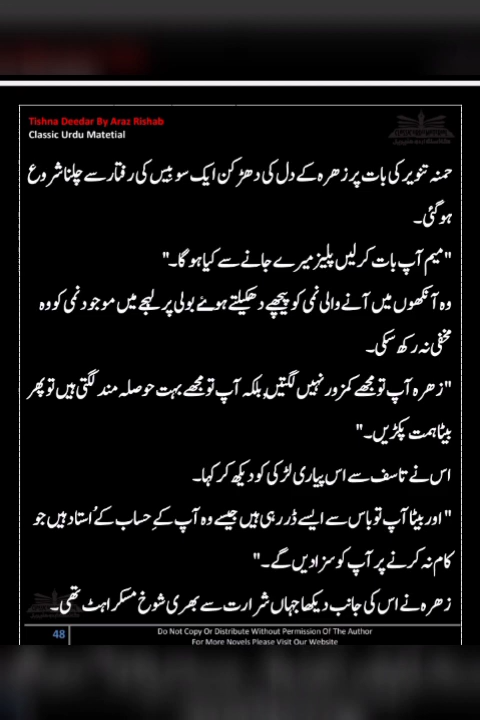 Tishna Deedar By Araz Rishab
Classic Urdu Matetial
حمنہ تنویر کی بات پر زھرہ کے دل کی دھڑکن ایک سو بیس کی رفتار سے چلنا شروع
ہو گئی۔
"میم آپ بات کر لیں پلیز میرے جانے سے کیا ہو گا۔"
وہ آنکھوں میں آنے والی نمی کو پیچھے دھکیلتے ہوئے بولی پر لہجے میں موجود نمی کو وہ
مخفی نہ رکھ سکی۔
"زھرہ آپ تو مجھے کمزور نہیں لگتیں بلکہ آپ تو مجھے بہت حوصلہ مند لگتی ہیں تو پھر
بیٹا ہمت پکڑیں۔"
اس نے تاسف سے اس پیاری لڑکی کو دیکھ کر کہا۔
"اور بیٹا آپ تو باس سے ایسے ڈر رہی ہیں جیسے وہ آپ کے حِساب کے اُستاد ہیں جو
کام نہ کرنے پر آپ کو سزا دیں گے۔"
زھرہ نے اس کی جانب دیکھا جہاں شرارت سے بھری شوخ مسکراہٹ تھی۔
48
Do Not Copy Or Distribute Without Permission Of The Author
For More Novels Please Visit Our Website